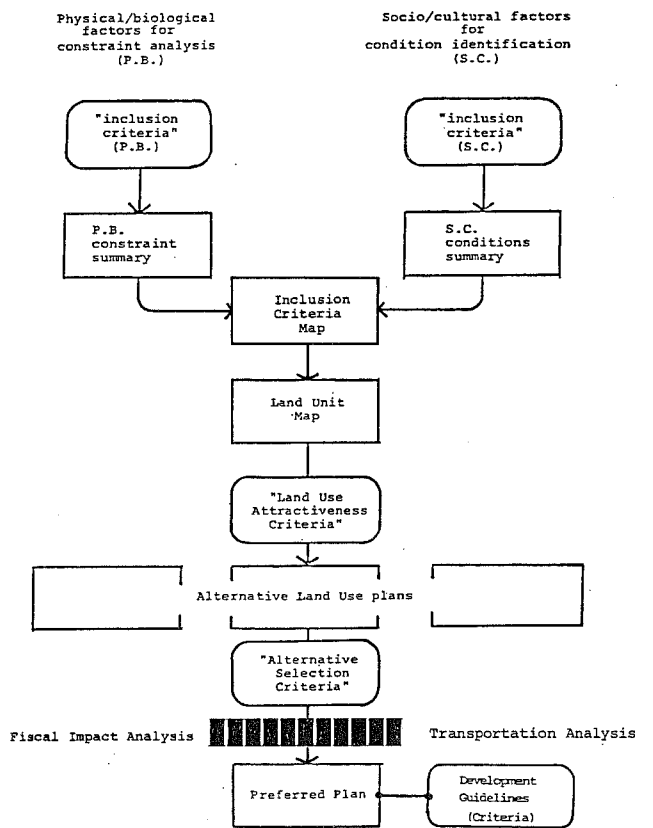 Physical/biological
factors for
constraint analysis
(P.B.)
Socio/cultural factors
for
condition identification
(S.C.)
"inclusion
criteria"
(P.B.)
"inclusion
criteria"
(S.C.)
P.B.
constraint
summary
S.C.
conditions
summary
Inclusion
Criteria
Map
Land Unit
Map
"Land Use
Attractiveness
Criteria"
Alternative Land Use plans
"Alternative
Selection
Criteria"
Fiscal Impact Analysis
Transportation Analysis
Preferred Plan
Development
Guidelines
(Criteria)